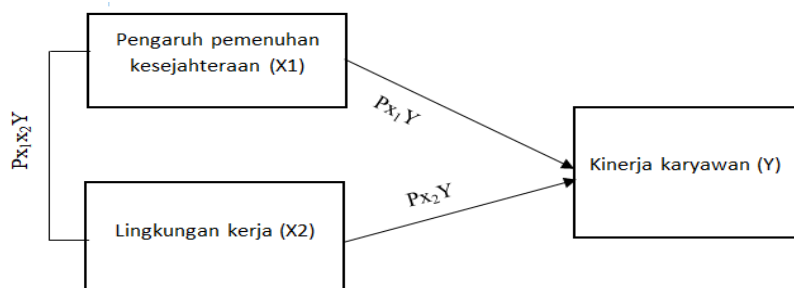 Pengaruh pemenuhan
kesejahteraan (X1)
Px₁x₂Y
Px₁Y
Kinerja karyawan (Y)
Px₂Y
Lingkungan kerja (X2)